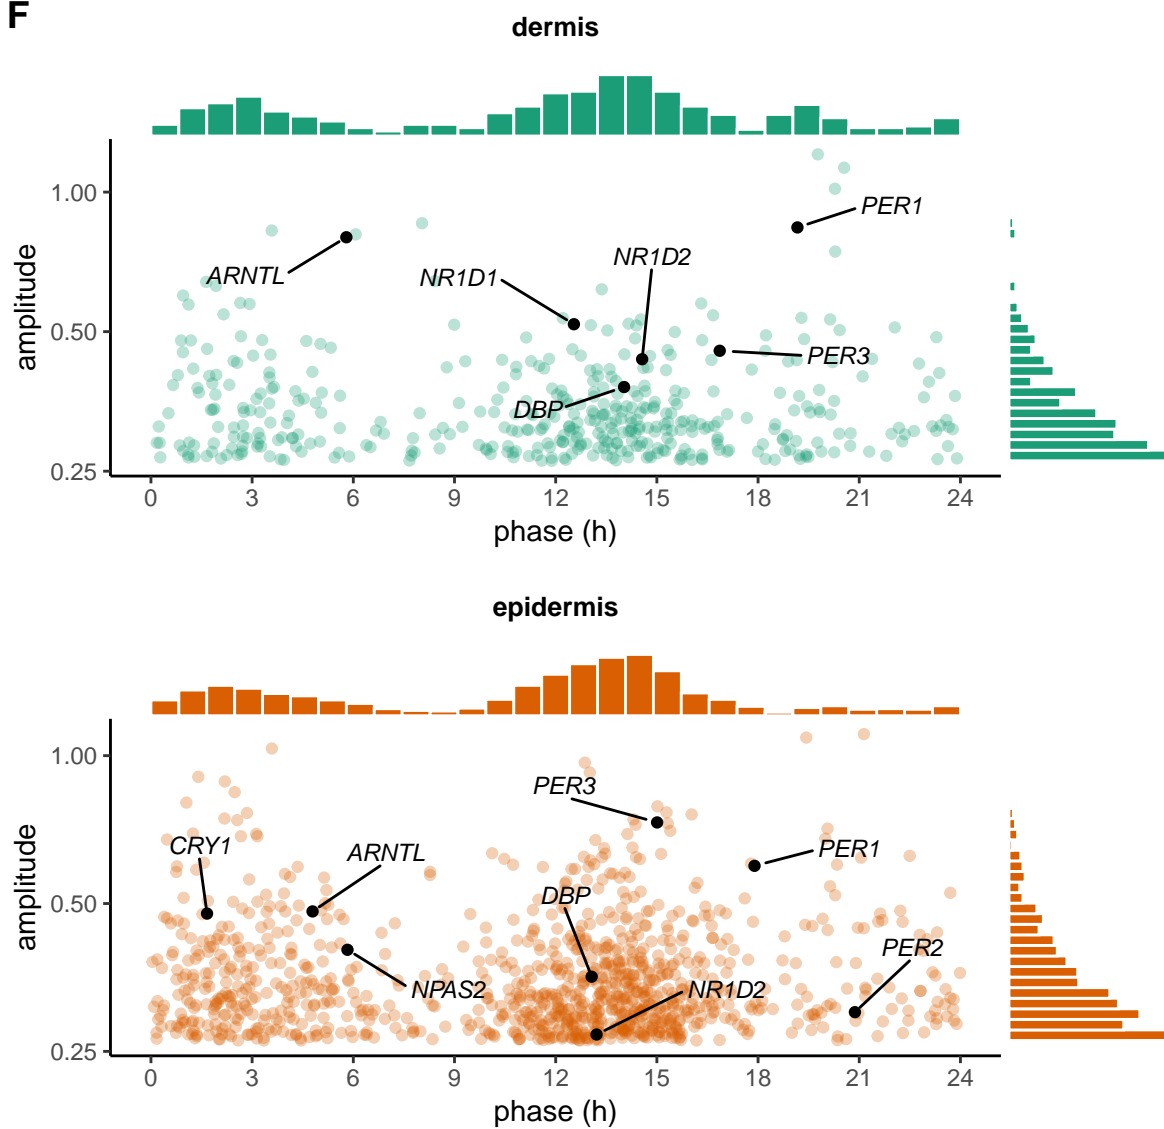 F
dermis
1.00
PER1
NR1D2
ARNTL
NR1D1
amplitude
0.50
PER3
DBP
0.25
0 3 6 9 12 15 18 21 24
phase (h)
epidermis
1.00
PER3
CRY1
ARNTL
PER1
amplitude
0.50
DBP
PER2
NPAS2
NR1D2
0.25
0 3 6 9 12 15 18 21 24
phase (h)